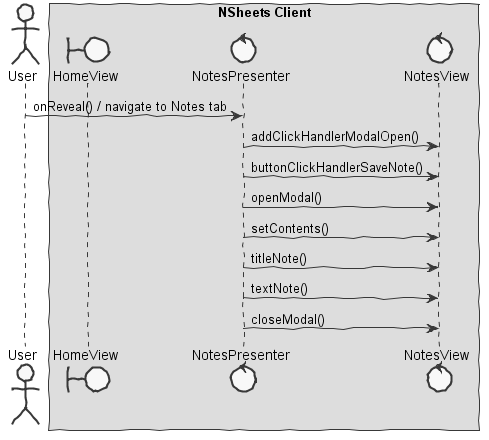 NSheets Client
User HomeView NotesPresenter NotesView
onReveal() / navigate to Notes tab
addClickHandlerModalOpen()
buttonClickHandlerSaveNote()
openModal()
setContents()
titleNote()
textNote()
closeModal()
User HomeView NotesPresenter NotesView